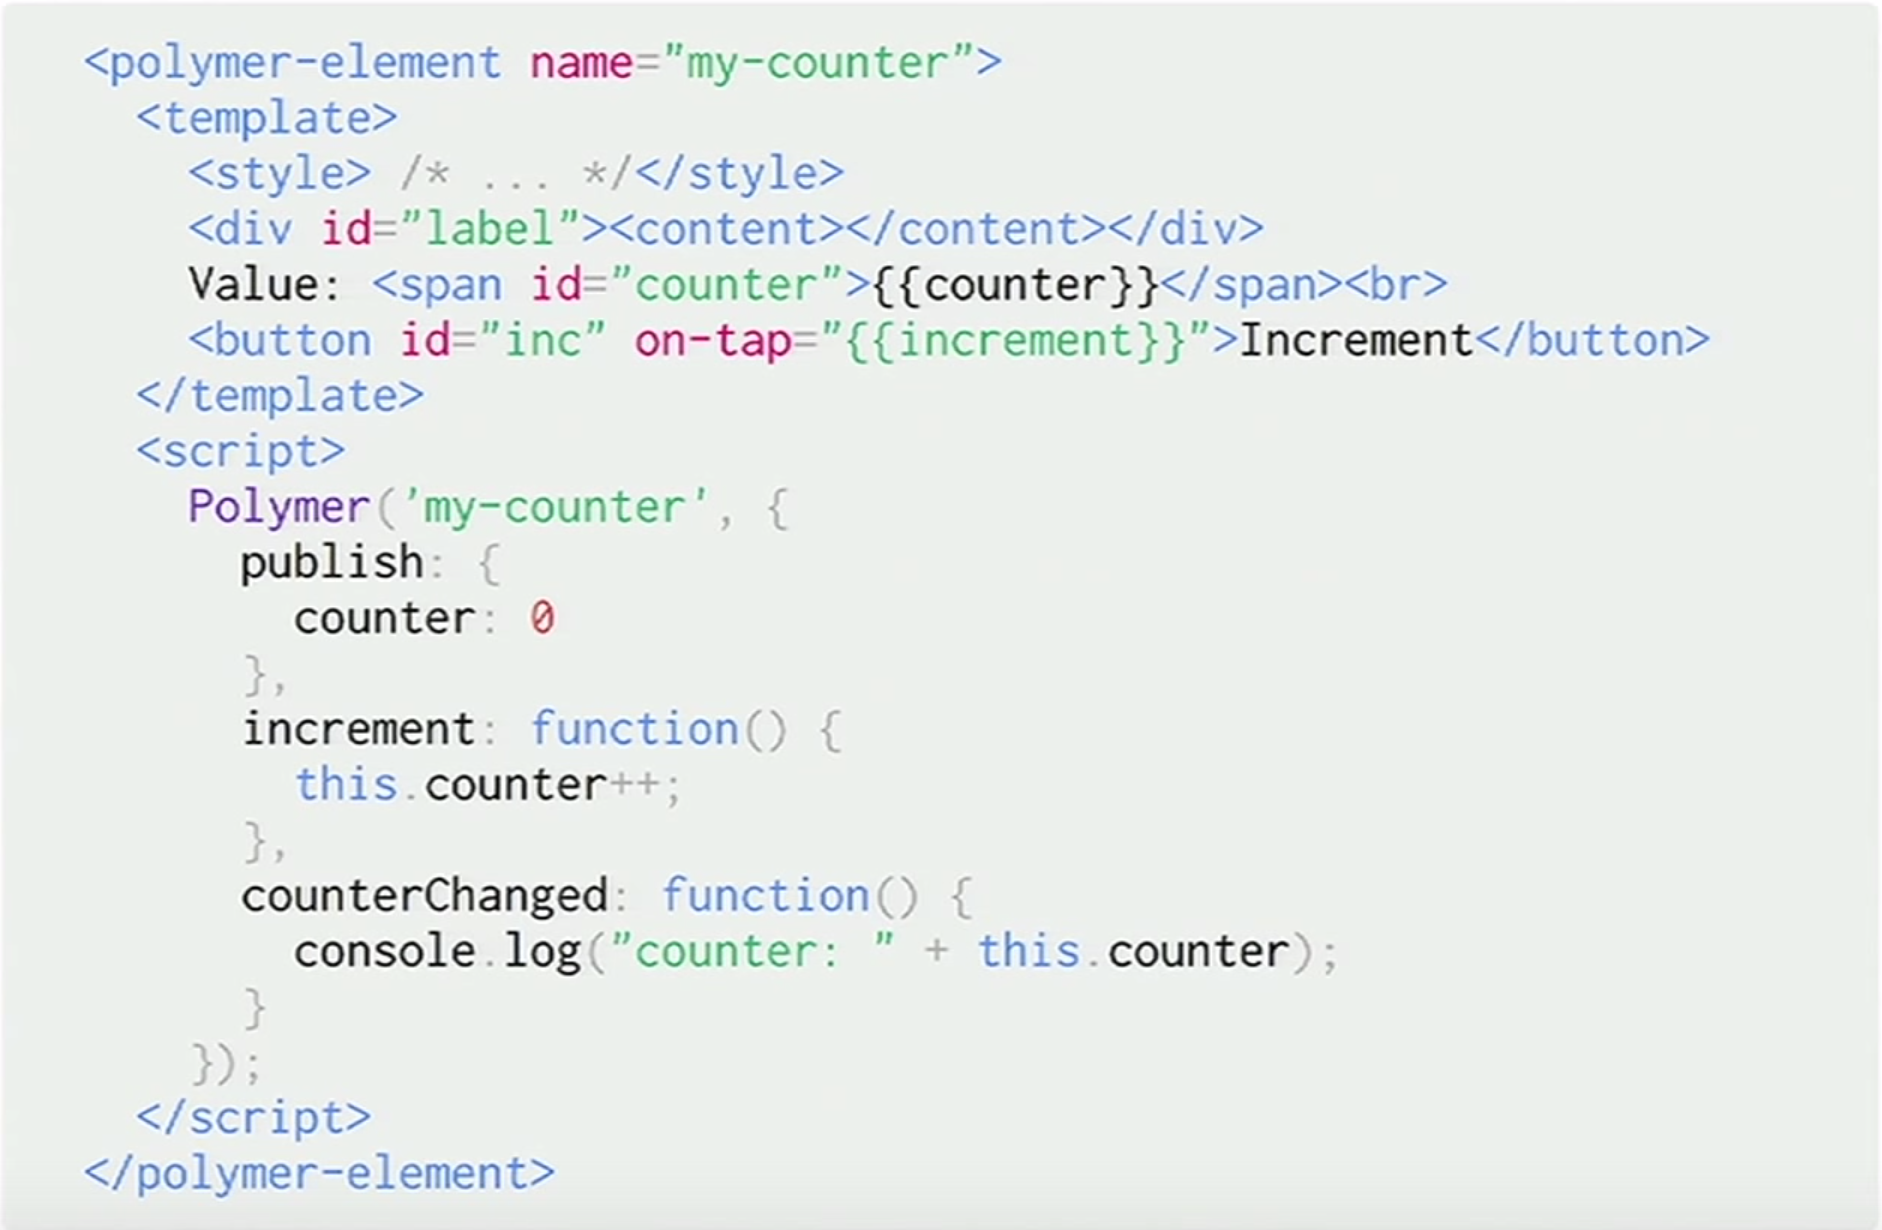 <polymer-element name="my-counter">
  <template>
    <style> /* ... */</style>
    <div id="label"><content></content></div>
    Value: <span id="counter">{{counter}}</span><br>
    <button id="inc" on-tap="{{increment}}">Increment</button>
  </template>
  <script>
    Polymer('my-counter', {
      publish: {
        counter: 0
      },
      increment: function() {
        this.counter++;
      },
      counterChanged: function() {
        console.log("counter: " + this.counter);
      }
    });
  </script>
</polymer-element>